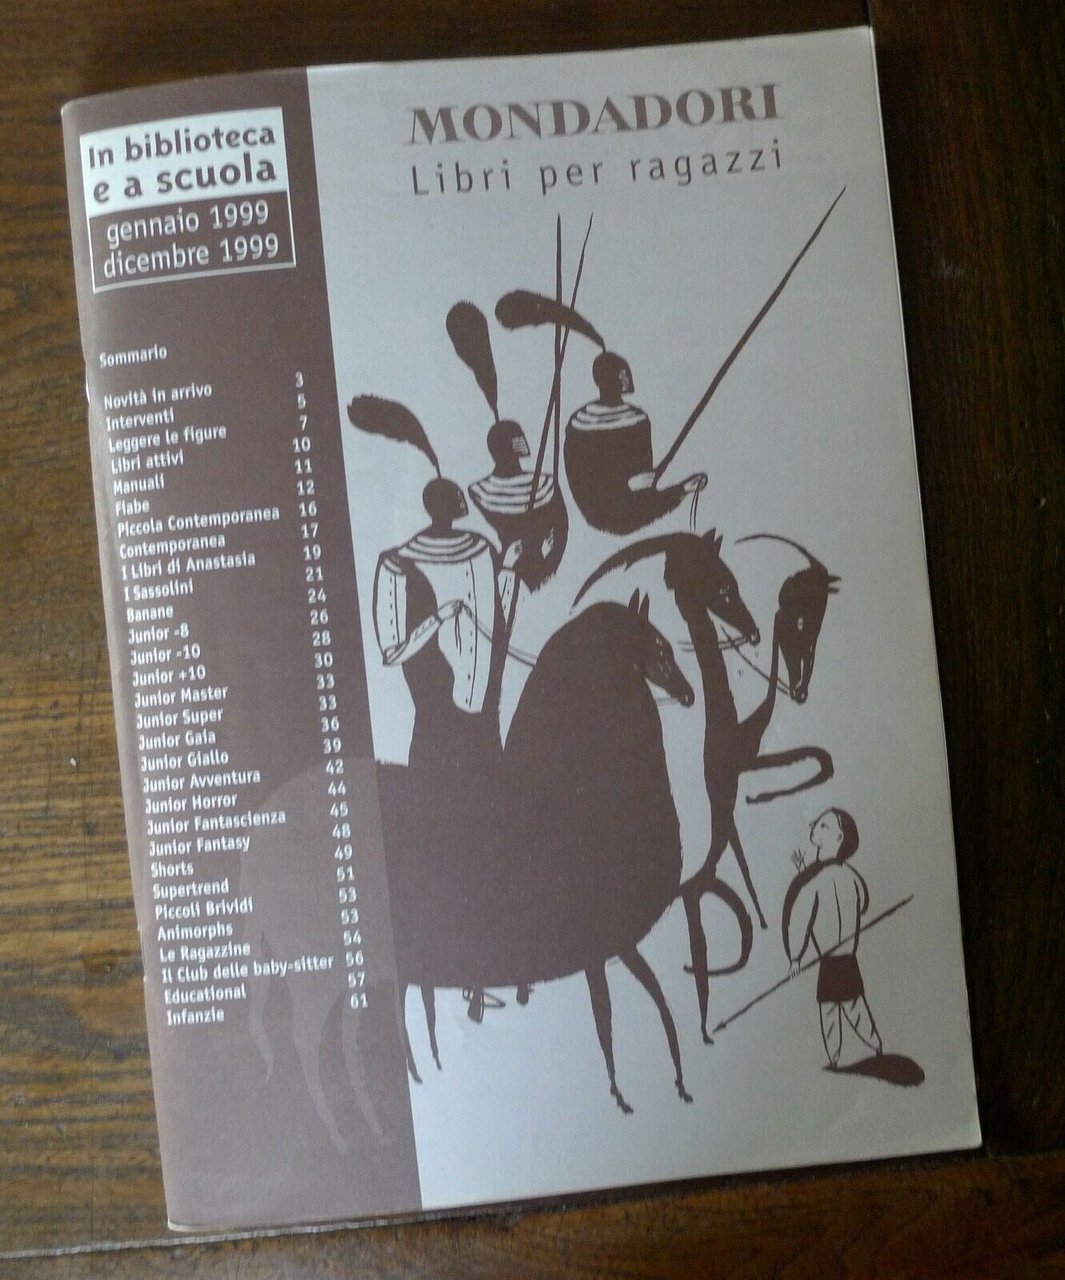 In biblioteca
e a scuola
gennaio 1999
dicembre 1999
MONDADORI
Libri per ragazzi
Sommario
Novità in arrivo 3
Interventi 5
Leggere le figure 7
Libri attivi 10
Manuali 11
Fiabe 12
Piccola Contemporanea 16
Contemporanea 17
I Libri di Anastasia 19
I Sassolini 21
Banane 24
Junior -8 26
Junior -10 28
Junior +10 30
Junior Master 33
Junior Super 33
Junior Gaia 36
Junior Giallo 39
Junior Avventura 42
Junior Horror 44
Junior Fantascienza 45
Junior Fantasy 48
Shorts 49
Supertrend 51
Piccoli Brividi 53
Animorphs 53
Le Ragazzine 54
Il Club delle baby-sitter 56
Educational 57
Infanzie 61